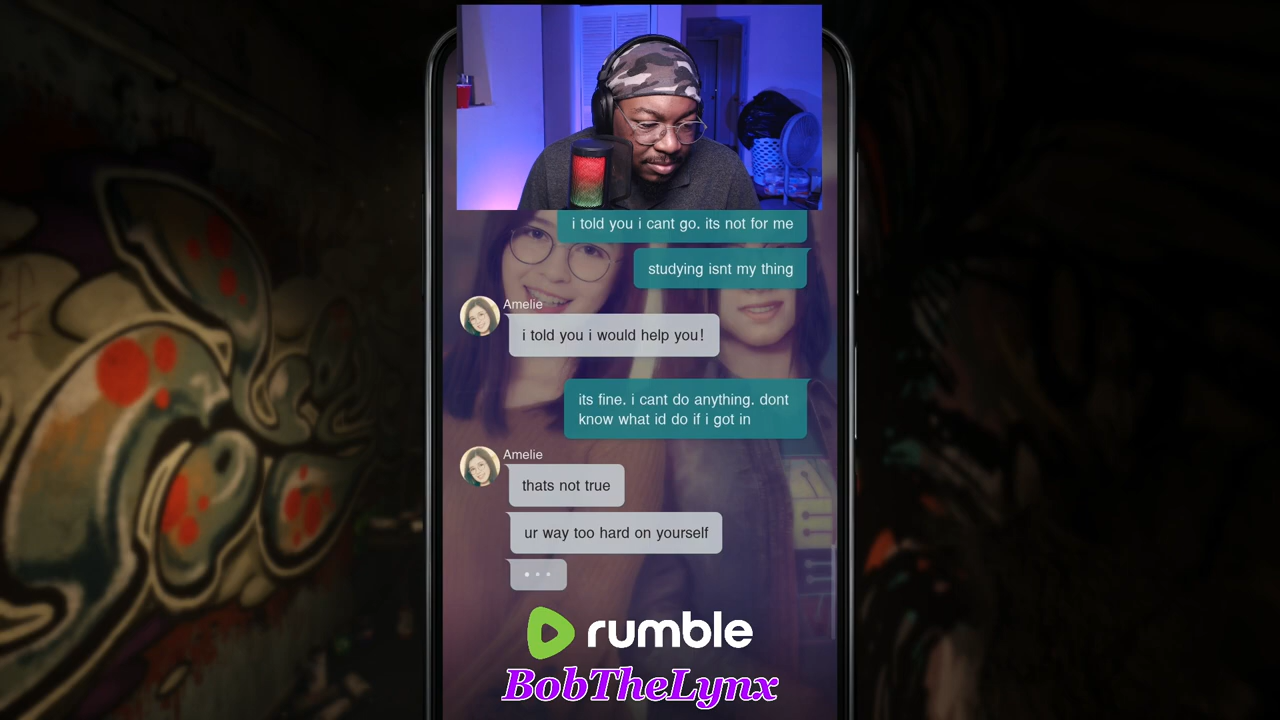 i told you i cant go. its not for me
studying isnt my thing
Amelie
i told you i would help you!
its fine. i cant do anything. dont
know what id do if i got in
Amelie
thats not true
ur way too hard on yourself
rumble
BobTheLynx